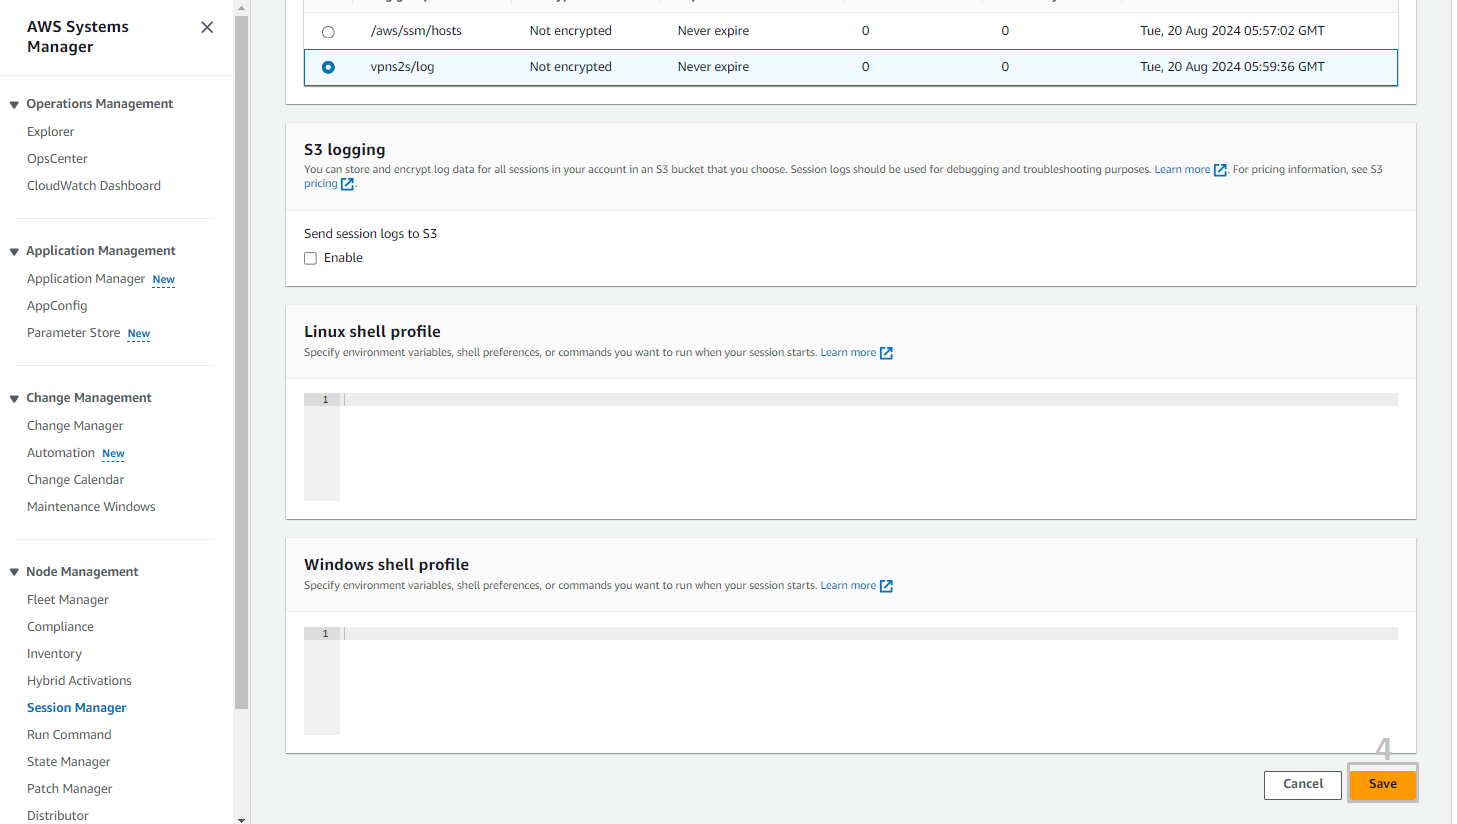 AWS Systems
Manager
Operations Management
Explorer
OpsCenter
CloudWatch Dashboard
Application Management
Application Manager New
AppConfig
Parameter Store New
Change Management
Change Manager
Automation New
Change Calendar
Maintenance Windows
Node Management
Fleet Manager
Compliance
Inventory
Hybrid Activations
Session Manager
Run Command
State Manager
Patch Manager
Distributor
/aws/ssm/hosts Not encrypted Never expire 0 0 Tue, 20 Aug 2024 05:57:02 GMT
vpns2s/log Not encrypted Never expire 0 0 Tue, 20 Aug 2024 05:59:36 GMT
S3 logging
You can store and encrypt log data for all sessions in your account in an S3 bucket that you choose. Session logs should be used for debugging and troubleshooting purposes. Learn more. For pricing information, see S3
pricing.
Send session logs to S3
Enable
Linux shell profile
Specify environment variables, shell preferences, or commands you want to run when your session starts. Learn more
1
Windows shell profile
Specify environment variables, shell preferences, or commands you want to run when your session starts. Learn more
1
4
Cancel Save